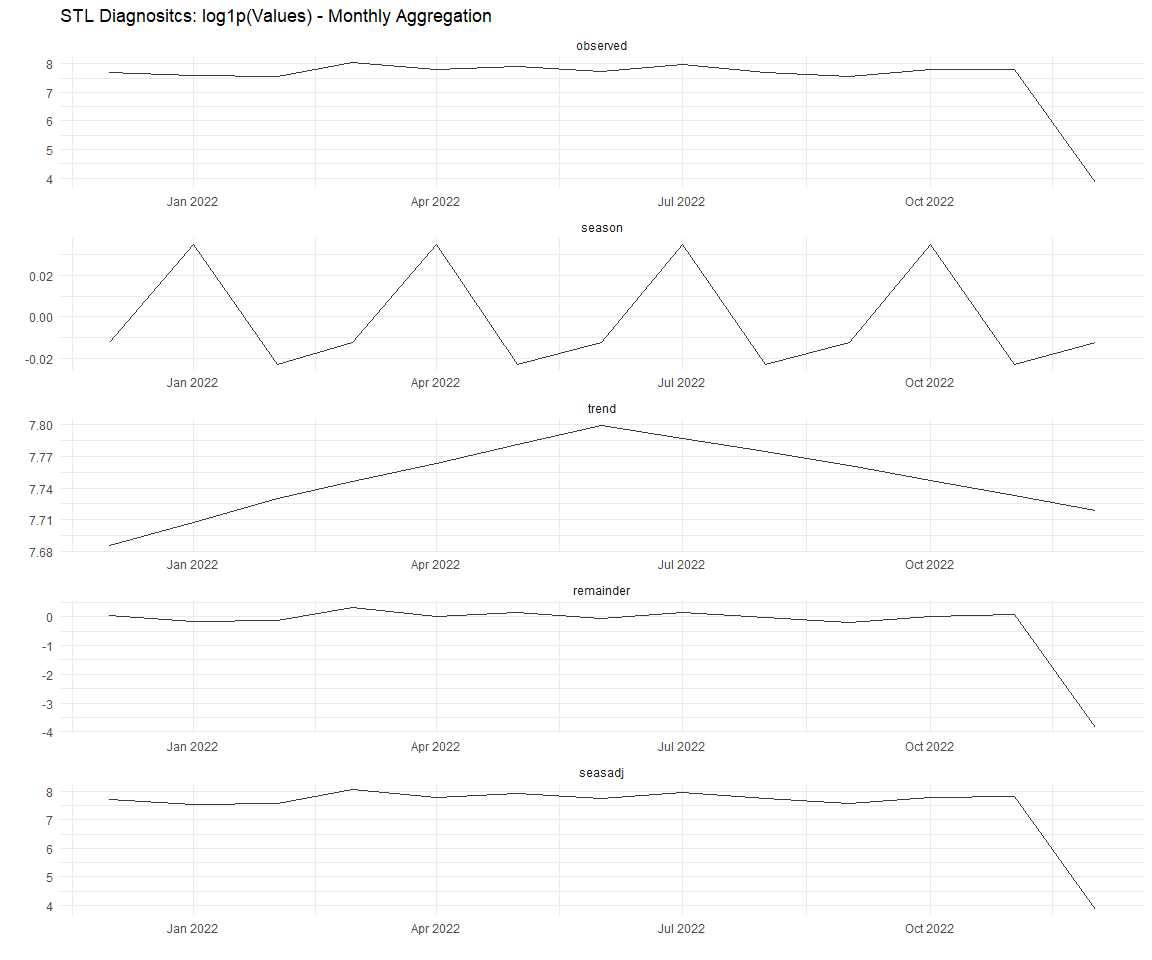 STL Diagnositcs: log1p(Values) - Monthly Aggregation
observed
8
7
6
5
4
Jan 2022 Apr 2022 Jul 2022 Oct 2022
season
0.02
0.00
-0.02
Jan 2022 Apr 2022 Jul 2022 Oct 2022
trend
7.80
7.77
7.74
7.71
7.68
Jan 2022 Apr 2022 Jul 2022 Oct 2022
remainder
0
-1
-2
-3
-4
Jan 2022 Apr 2022 Jul 2022 Oct 2022
seasadj
8
7
6
5
4
Jan 2022 Apr 2022 Jul 2022 Oct 2022